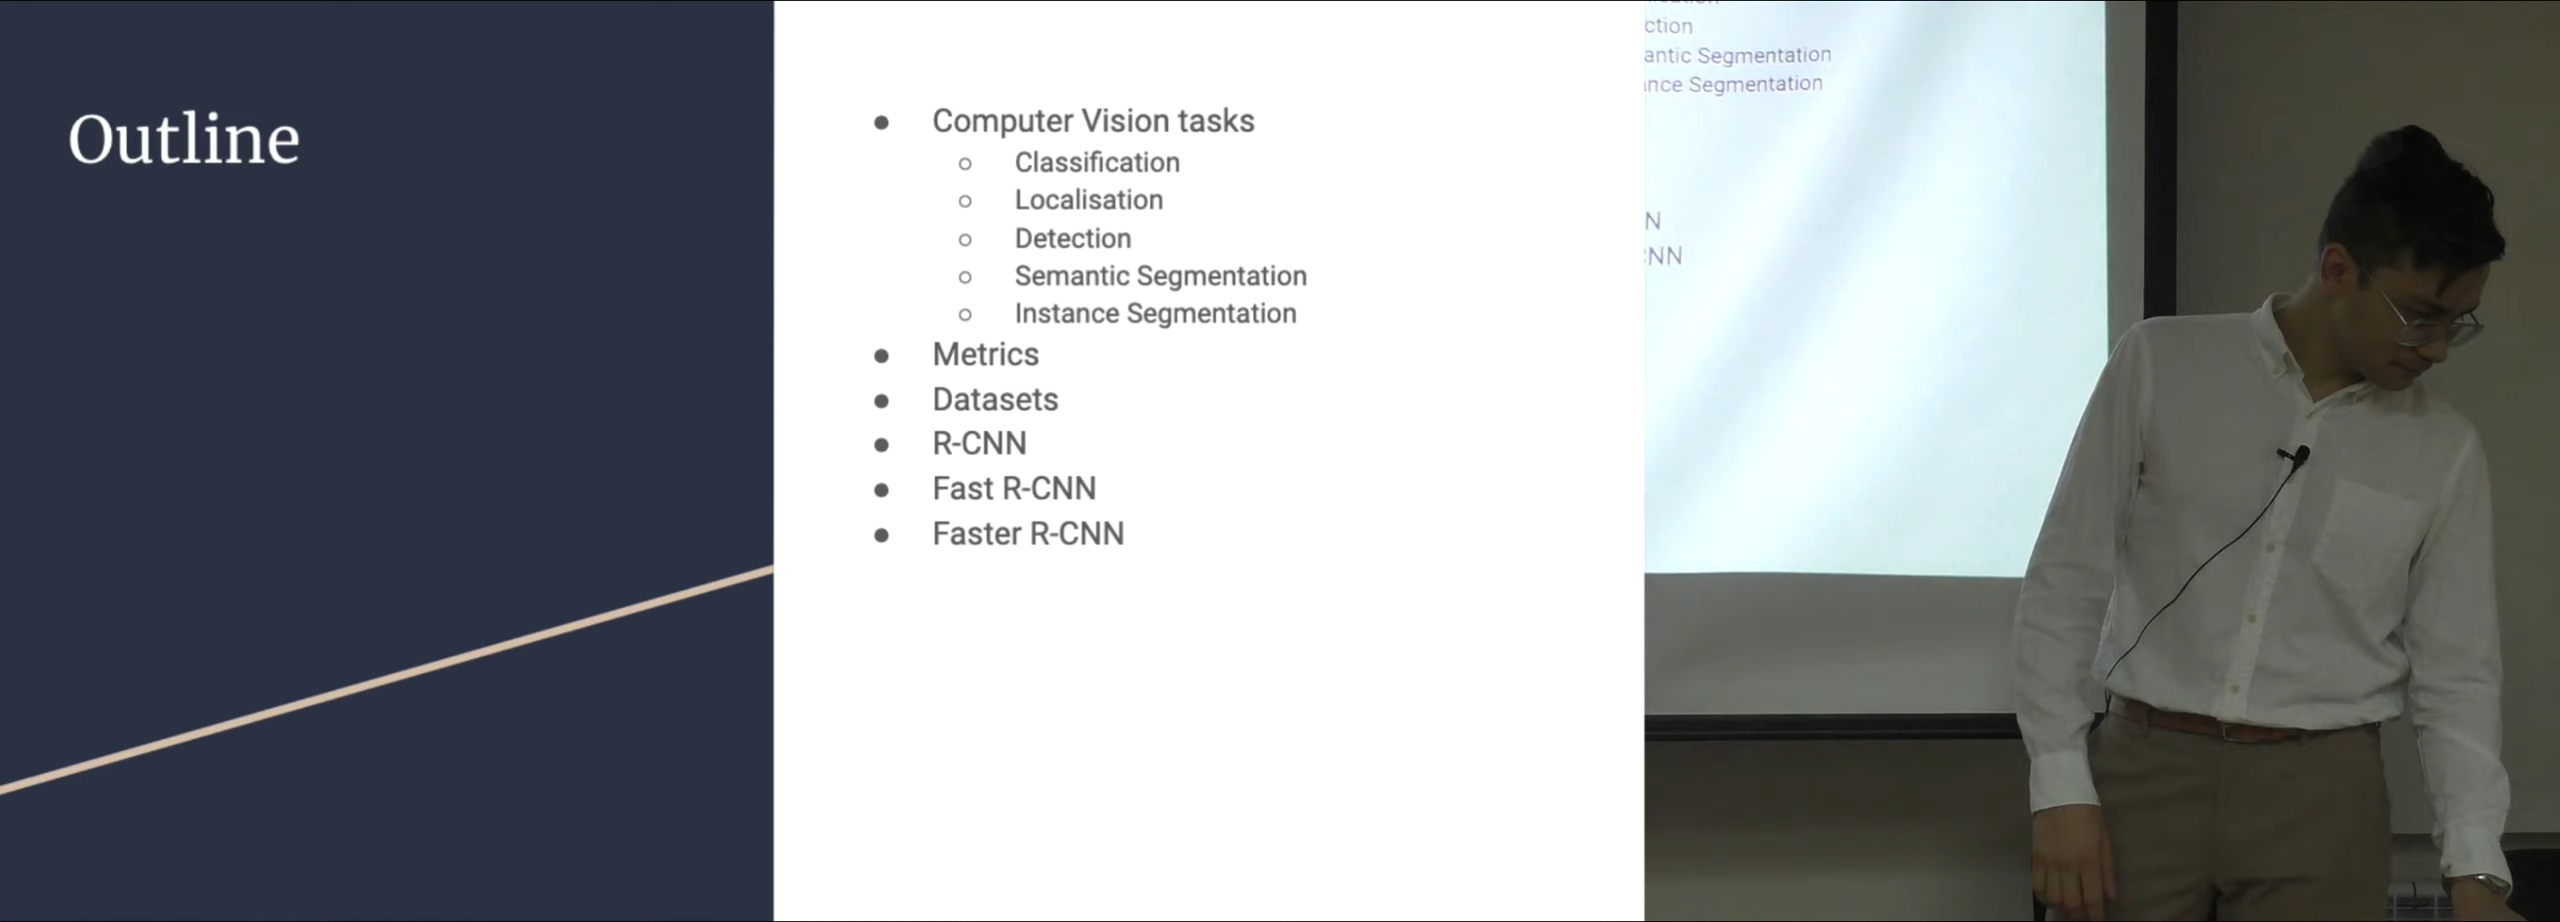 Outline
● Computer Vision tasks
○ Classification
○ Localisation
○ Detection
○ Semantic Segmentation
○ Instance Segmentation
● Metrics
● Datasets
● R-CNN
● Fast R-CNN
● Faster R-CNN
ction
antic Segmentation
nce Segmentation
N
NN